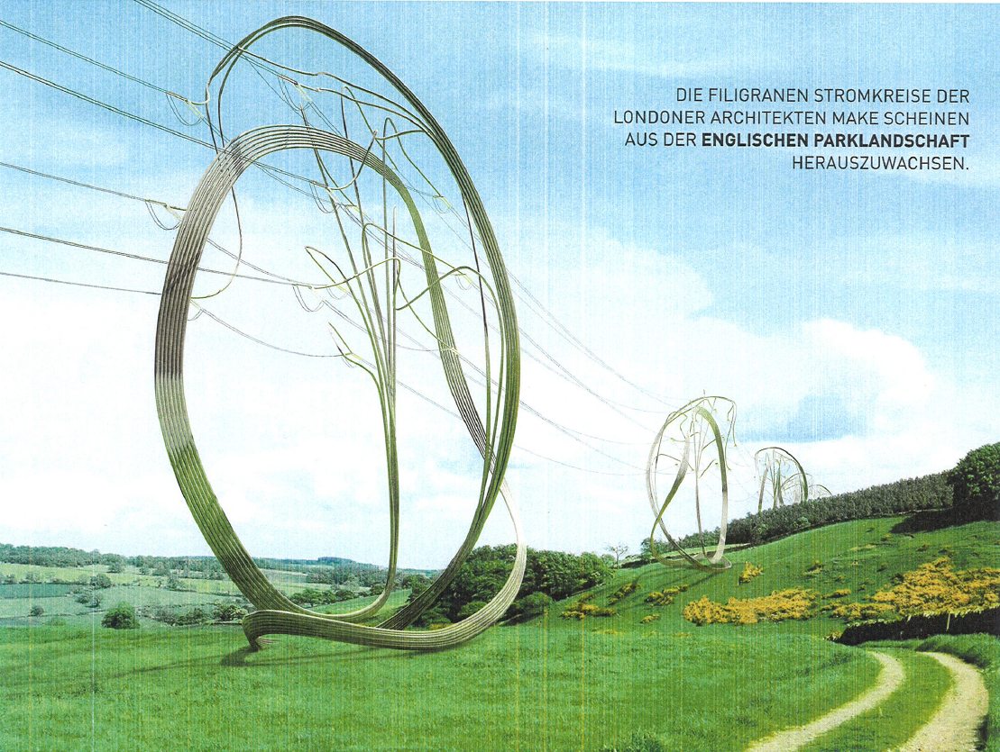 DIE FILIGRANEN STROMKREISE DER
LONDONER ARCHITEKTEN MAKE SCHEINEN
AUS DER ENGLISCHEN PARKLANDSCHAFT
HERAUSZUWACHSEN.